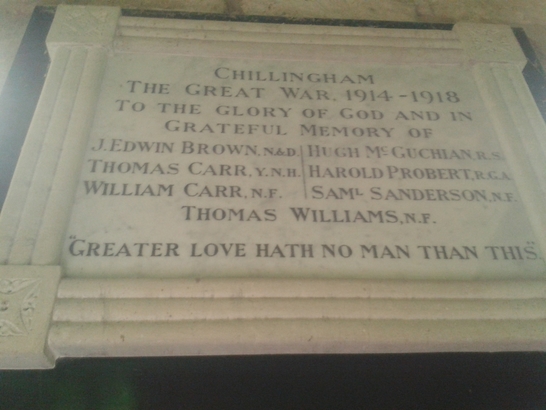 CHILLINGHAM
THE GREAT WAR. 1914-1918
TO THE GLORY OF GOD AND IN
GRATEFUL MEMORY OF
J. EDWIN BROWN, N&D. HUGH McGUCHIAN, R.S.
THOMAS CARR, Y.N.H. HAROLD PROBERT, R.G.A.
WILLIAM CARR, N.F. SAML SANDERSON, N.F.
THOMAS WILLIAMS, N.F.
"GREATER LOVE HATH NO MAN THAN THIS".